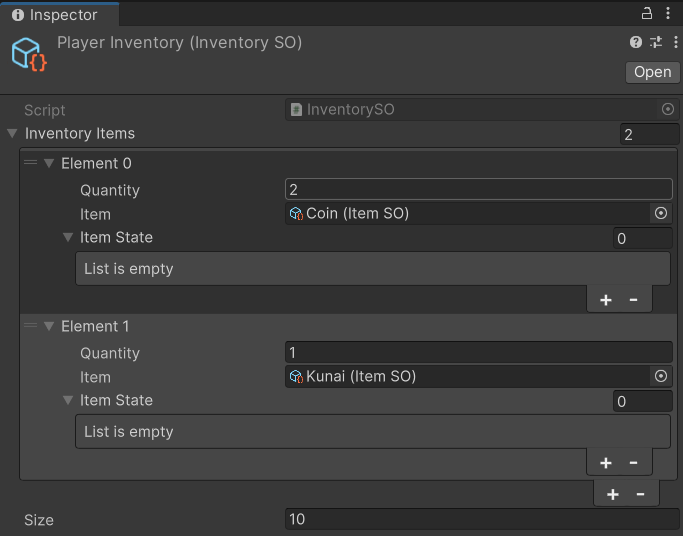 Inspector
Player Inventory (Inventory SO)
Open
Script InventorySO
Inventory Items 2
Element 0
Quantity 2
Item Coin (Item SO)
Item State 0
List is empty
+ -
Element 1
Quantity 1
Item Kunai (Item SO)
Item State 0
List is empty
+ -
+ -
Size 10